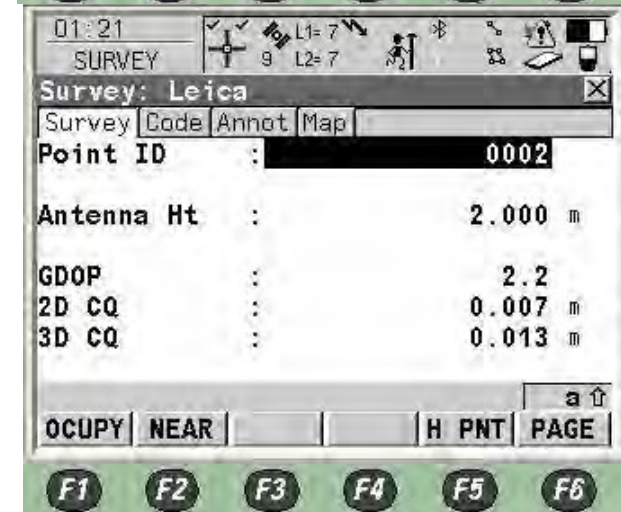 01:21 L1= 7
SURVEY 9 L2= 7
Survey: Leica
Survey Code Annot Map
Point ID : 0002
Antenna Ht : 2.000 m
GDOP : 2.2
2D CQ : 0.007 m
3D CQ : 0.013 m
a
OCUPY NEAR H PNT PAGE
F1 F2 F3 F4 F5 F6